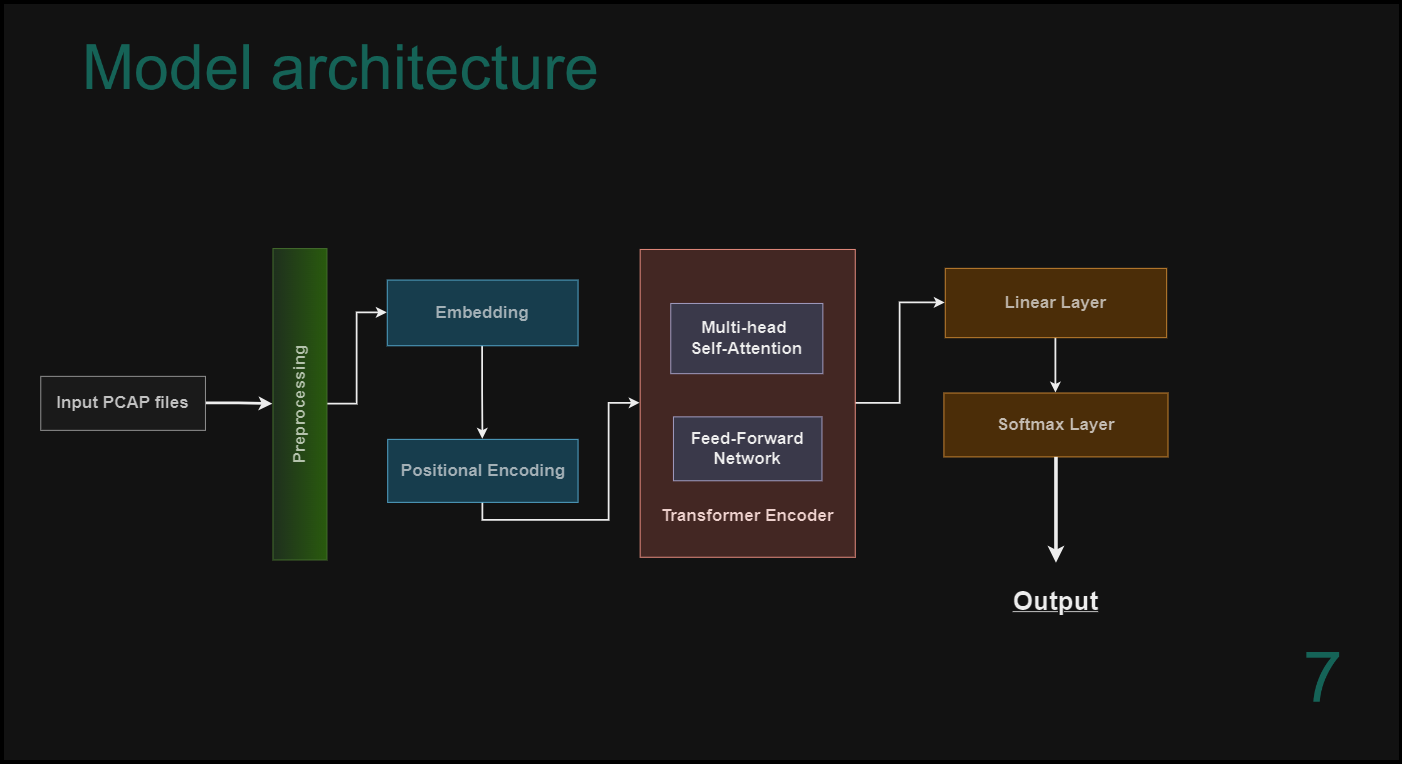 Model architecture
Input PCAP files
Preprocessing
Embedding
Positional Encoding
Multi-head
Self-Attention
Feed-Forward
Network
Transformer Encoder
Linear Layer
Softmax Layer
Output
7